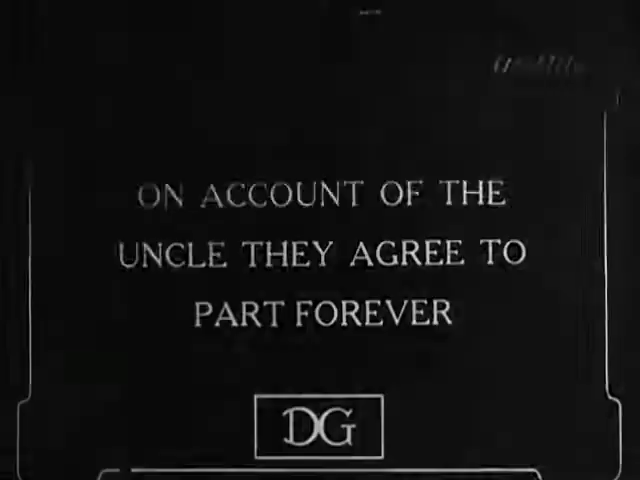 ON ACCOUNT OF THE
UNCLE THEY AGREE TO
PART FOREVER
DG